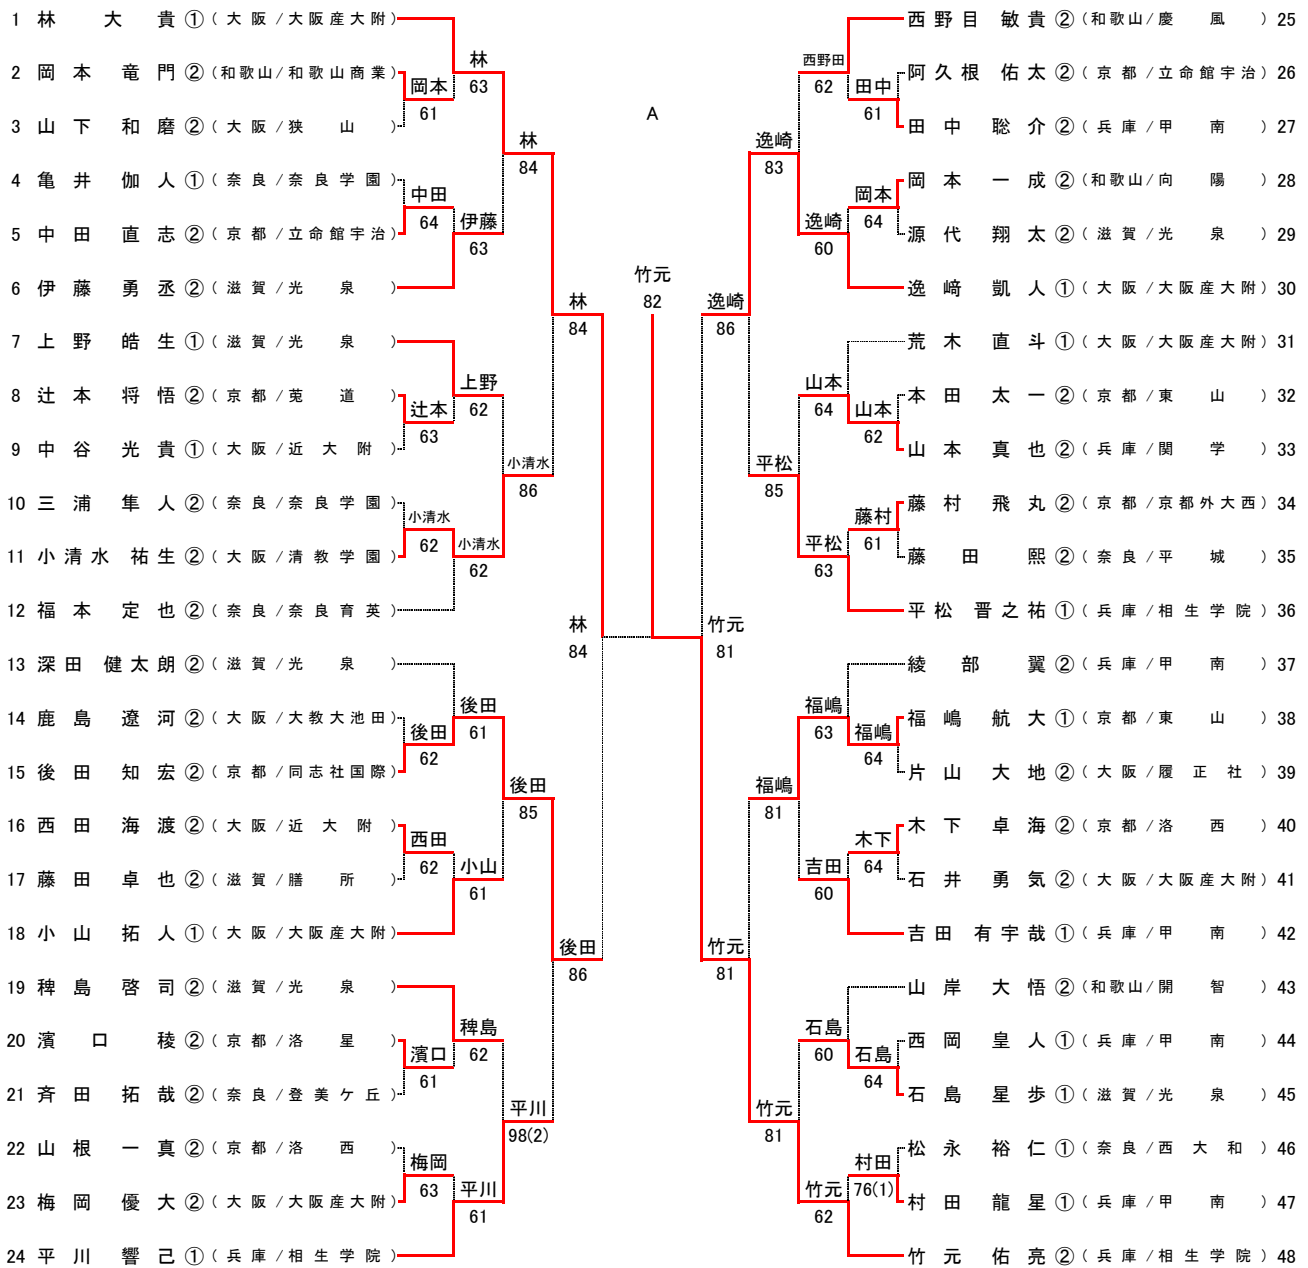 1 林 大 貴 ① ( 大 阪 / 大阪産大附 )
2 岡 本 竜 門 ② ( 和歌山 / 和歌山商業 )
3 山 下 和 磨 ② ( 大 阪 / 狭 山 )
4 亀 井 伽 人 ① ( 奈 良 / 奈 良 学 園 )
5 中 田 直 志 ② ( 京 都 / 立命館宇治 )
6 伊 藤 勇 丞 ② ( 滋 賀 / 光 泉 )
7 上 野 皓 生 ① ( 滋 賀 / 光 泉 )
8 辻 本 将 悟 ② ( 京 都 / 莵 道 )
9 中 谷 光 貴 ① ( 大 阪 / 近 大 附 )
10 三 浦 隼 人 ② ( 奈 良 / 奈 良 学 園 )
11 小 清 水 祐 生 ② ( 大 阪 / 清 教 学 園 )
12 福 本 定 也 ② ( 奈 良 / 奈 良 育 英 )
13 深 田 健 太 朗 ② ( 滋 賀 / 光 泉 )
14 鹿 島 遼 河 ② ( 大 阪 / 大教大池田 )
15 後 田 知 宏 ② ( 京 都 / 同志社国際 )
16 西 田 海 渡 ② ( 大 阪 / 近 大 附 )
17 藤 田 卓 也 ② ( 滋 賀 / 膳 所 )
18 小 山 拓 人 ① ( 大 阪 / 大阪産大附 )
19 稗 島 啓 司 ② ( 滋 賀 / 光 泉 )
20 濱 口 稜 ② ( 京 都 / 洛 星 )
21 斉 田 拓 哉 ② ( 奈 良 / 登美ケ丘 )
22 山 根 一 真 ② ( 京 都 / 洛 西 )
23 梅 岡 優 大 ② ( 大 阪 / 大阪産大附 )
24 平 川 響 己 ① ( 兵 庫 / 相 生 学 院 )
岡本
61
中田
64
辻本
63
小清水
62
後田
62
西田
62
濱口
61
梅岡
63
林
63
伊藤
63
上野
62
小清水
62
後田
61
小山
61
稗島
62
平川
61
林
84
小清水
86
後田
85
平川
98(2)
林
84
後田
86
林
84
竹元
82
A
竹元
81
逸崎
86
竹元
81
逸崎
83
平松
85
福嶋
81
竹元
81
西野田
62
逸崎
60
山本
64
平松
63
福嶋
63
吉田
60
石島
60
竹元
62
田中
61
岡本
64
山本
62
藤村
61
福嶋
64
木下
64
石島
64
村田
76(1)
西 野 目 敏 貴 ② ( 和歌山 / 慶 風 ) 25
阿 久 根 佑 太 ② ( 京 都 / 立命館宇治 ) 26
田 中 聡 介 ② ( 兵 庫 / 甲 南 ) 27
岡 本 一 成 ② ( 和歌山 / 向 陽 ) 28
源 代 翔 太 ② ( 滋 賀 / 光 泉 ) 29
逸 﨑 凱 人 ① ( 大 阪 / 大阪産大附 ) 30
荒 木 直 斗 ① ( 大 阪 / 大阪産大附 ) 31
本 田 太 一 ② ( 京 都 / 東 山 ) 32
山 本 真 也 ② ( 兵 庫 / 関 学 ) 33
藤 村 飛 丸 ② ( 京 都 / 京都外大西 ) 34
藤 田 熙 ② ( 奈 良 / 平 城 ) 35
平 松 晋 之 祐 ① ( 兵 庫 / 相 生 学 院 ) 36
綾 部 翼 ② ( 兵 庫 / 甲 南 ) 37
福 嶋 航 大 ① ( 京 都 / 東 山 ) 38
片 山 大 地 ② ( 大 阪 / 履 正 社 ) 39
木 下 卓 海 ② ( 京 都 / 洛 西 ) 40
石 井 勇 気 ② ( 大 阪 / 大阪産大附 ) 41
吉 田 有 宇 哉 ① ( 兵 庫 / 甲 南 ) 42
山 岸 大 悟 ② ( 和歌山 / 開 智 ) 43
西 岡 皇 人 ① ( 兵 庫 / 甲 南 ) 44
石 島 星 歩 ① ( 滋 賀 / 光 泉 ) 45
松 永 裕 仁 ① ( 奈 良 / 西 大 和 ) 46
村 田 龍 星 ① ( 兵 庫 / 甲 南 ) 47
竹 元 佑 亮 ② ( 兵 庫 / 相 生 学 院 ) 48